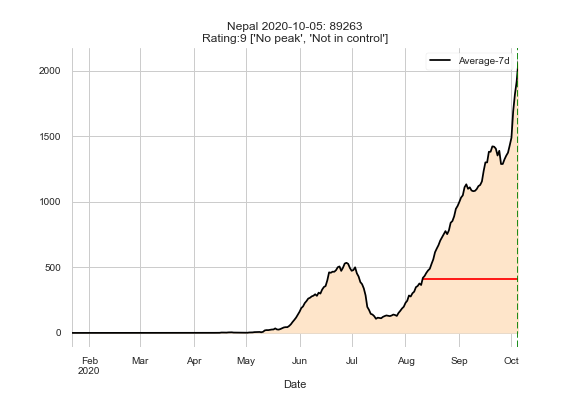 Nepal 2020-10-05: 89263
Rating:9 ['No peak', 'Not in control']
Average-7d
2000
1500
1000
500
0
Feb Mar Apr May Jun Jul Aug Sep Oct
2020
Date